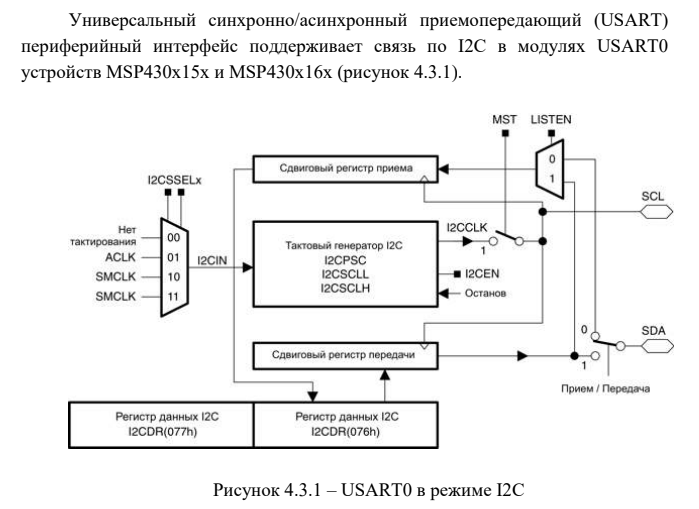 Универсальный синхронно/асинхронный приемопередающий (USART)
периферийный интерфейс поддерживает связь по I2C в модулях USART0
устройств MSP430x15x и MSP430x16x (рисунок 4.3.1).
MST LISTEN
Сдвиговый регистр приема
0
1
I2CSSELx
SCL
Нет
тактирования
00
ACLK 01
SMCLK 10
SMCLK 11
I2CIN
Тактовый генератор I2C
I2CPSC
I2CSCLL
I2CSCLH
I2CCLK
1
I2CEN
Останов
0
SDA
1
Сдвиговый регистр передачи
Прием / Передача
Регистр данных I2C
I2CDR(077h)
Регистр данных I2C
I2CDR(076h)
Рисунок 4.3.1 – USART0 в режиме I2C